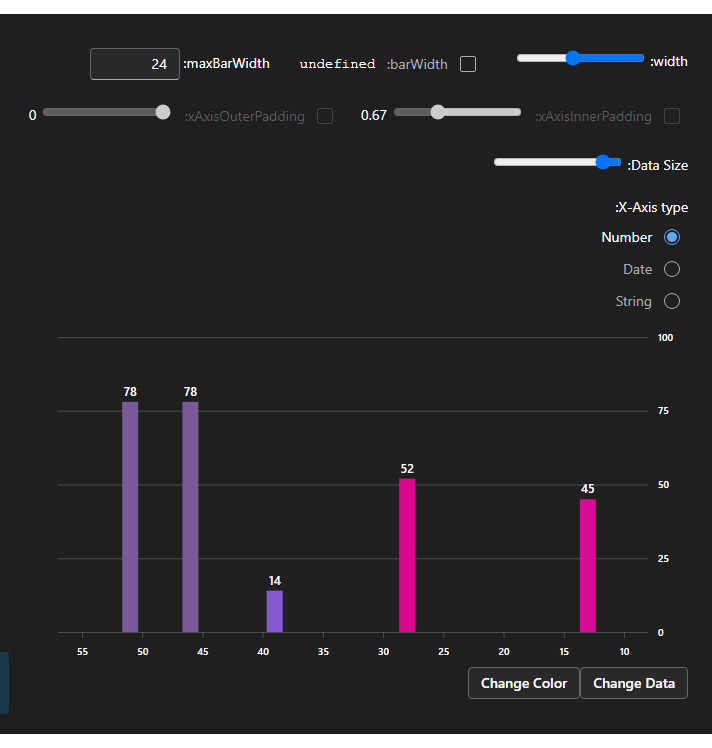 width:
barWidth: undefined
maxBarWidth: 24
xAxisInnerPadding: 0.67
xAxisOuterPadding: 0
Data Size:
X-Axis type:
Number
Date
String
100
78 78
75
52
50
45
25
14
0
55 50 45 40 35 30 25 20 15 10
Change Color Change Data